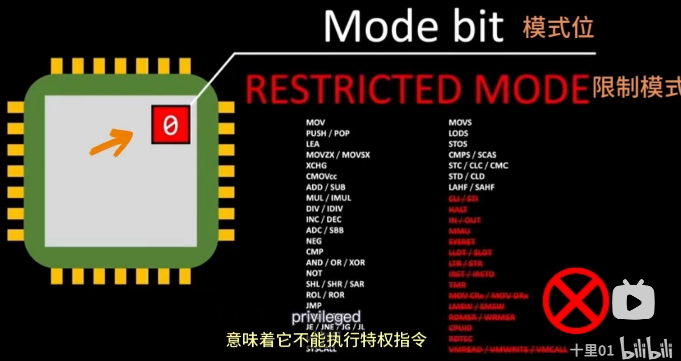 Mode bit 模式位
RESTRICTED MODE 限制模式
0
MOV
PUSH / POP
LEA
MOVZX / MOVSX
XCHG
CMOVcc
ADD / SUB
MUL / IMUL
DIV / IDIV
INC / DEC
ADC / SBB
NEG
CMP
AND / OR / XOR
NOT
SHL / SHR / SAR
ROL / ROR
JMP
JE / JNE / JG / JL
SYSCALL
MOVS
LODS
STOS
CMPS / SCAS
STC / CLC / CMC
STD / CLD
LAHF / SAHF
CLI / STI
HALT
IN / OUT
MMU
SYSRET
LLDT / SLDT
LTR / STR
IRET / IRETD
TMR
MOV CRx / MOV DRx
LMSW / SMSW
RDMSR / WRMSR
CPUID
RDTSC
VMREAD / VMWRITE / VMCALL
privileged
意味着它不能执行特权指令
十里01 bilibili